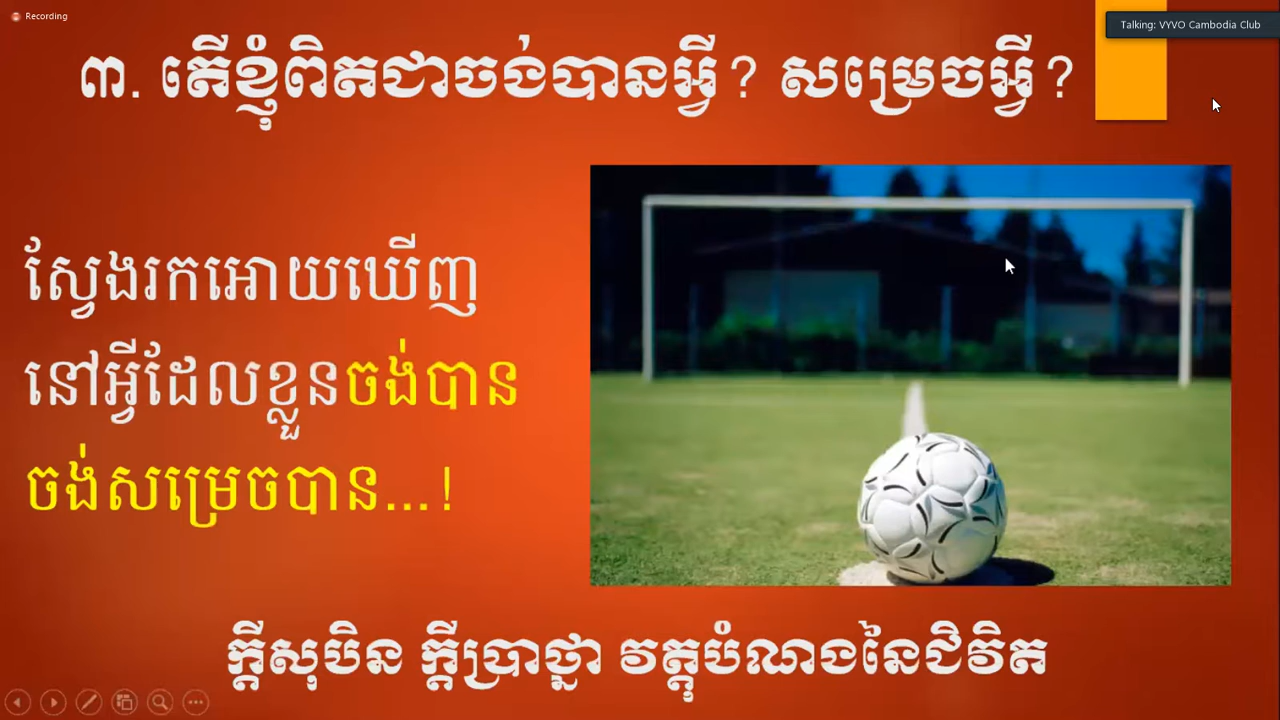 Recording
Talking: VYVO Cambodia Club
៣. តើខ្ញុំពិតជាចង់បានអ្វី? សម្រេចអ្វី?
ស្វែងរកអោយឃើញ
នៅអ្វីដែលខ្លួនចង់បាន
ចង់សម្រេចបាន...!
ក្ដីសុបិន ក្ដីប្រាថ្នា វត្តុបំណងនៃជិវិត